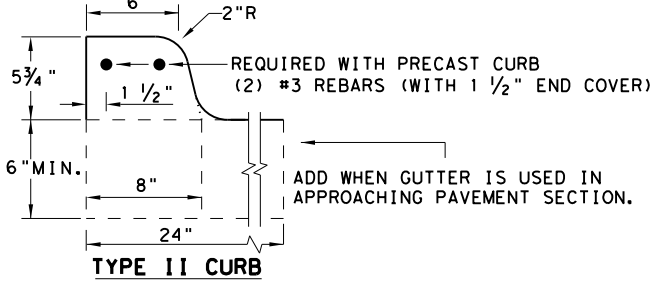 6"
2"R
REQUIRED WITH PRECAST CURB
(2) #3 REBARS (WITH 1 ½" END COVER)
5¾"
1 ½"
6"MIN.
8"
ADD WHEN GUTTER IS USED IN
APPROACHING PAVEMENT SECTION.
24"
TYPE II CURB